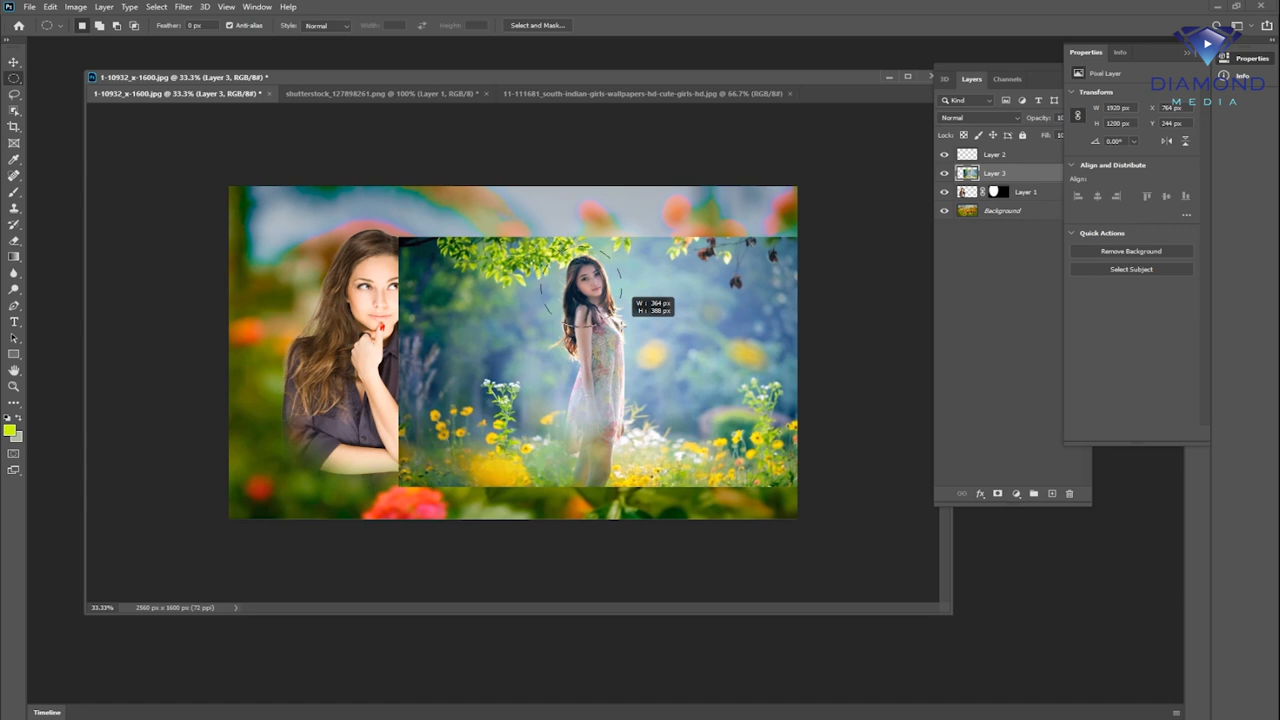 Ps File Edit Image Layer Type Select Filter 3D View Window Help
Feather: 0 px Anti-alias Style: Normal Width: Height: Select and Mask...
1-10932_x-1600.jpg @ 33.3% (Layer 3, RGB/8#) *
1-10932_x-1600.jpg @ 33.3% (Layer 3, RGB/8#) * × shutterstock_127898261.png @ 100% (Layer 1, RGB/8) * × 11-111681_south-indian-girls-wallpapers-hd-cute-girls-hd.jpg @ 66.7% (RGB/8#) ×
W: 364 px
H: 388 px
33.33% 2560 px x 1600 px (72 ppi)
Timeline
3D Layers Channels
Kind
Normal Opacity: 10
Lock: Fill: 10
Layer 2
Layer 3
Layer 1
Background
fx
Properties Info
Pixel Layer
Transform
W 1920 px X 764 px
H 1200 px Y 244 px
0.00°
Align and Distribute
Align:
Quick Actions
Remove Background
Select Subject
Properties
Info
DIAMOND
MEDIA